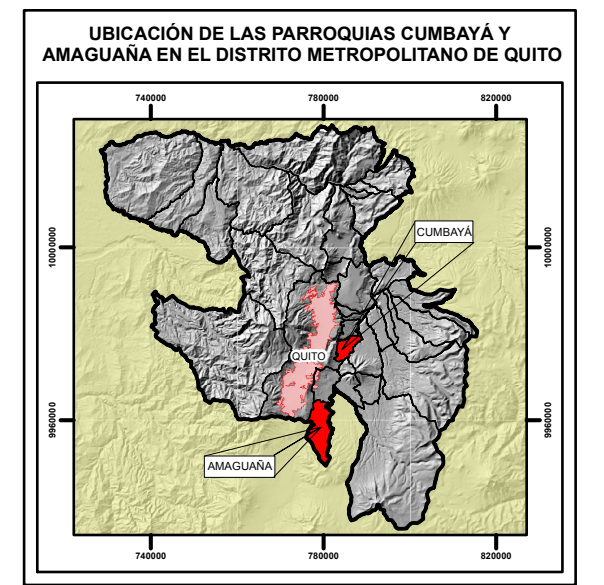 UBICACIÓN DE LAS PARROQUIAS CUMBAYÁ Y
AMAGUAÑA EN EL DISTRITO METROPOLITANO DE QUITO
740000
780000
820000
10000000
10000000
CUMBAYÁ
QUITO
9960000
9960000
AMAGUAÑA
740000
780000
820000